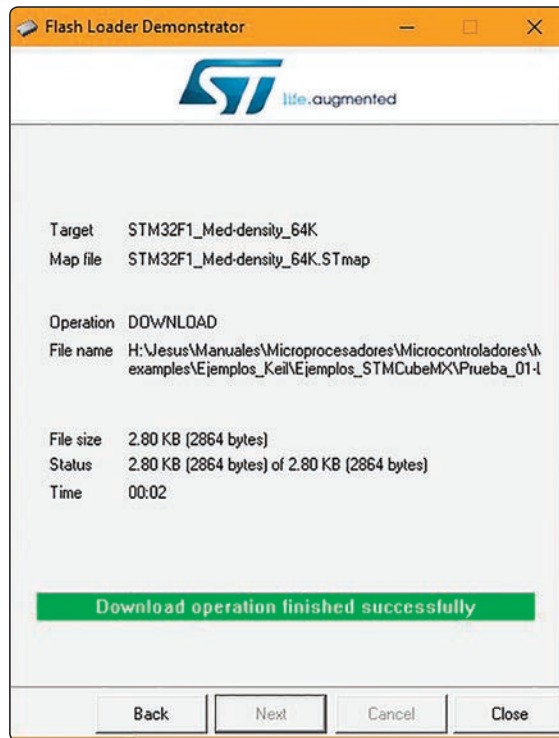 Flash Loader Demonstrator
ST
life.augmented
Target STM32F1_Med-density_64K
Map file STM32F1_Med-density_64K.STmap
Operation DOWNLOAD
File name H:\Jesus\Manuales\Microprocesadores\Microcontroladores\
examples\Ejemplos_Keil\Ejemplos_STMCubeMX\Prueba_01-
File size 2.80 KB (2864 bytes)
Status 2.80 KB (2864 bytes) of 2.80 KB (2864 bytes)
Time 00:02
Download operation finished successfully
Back Next Cancel Close